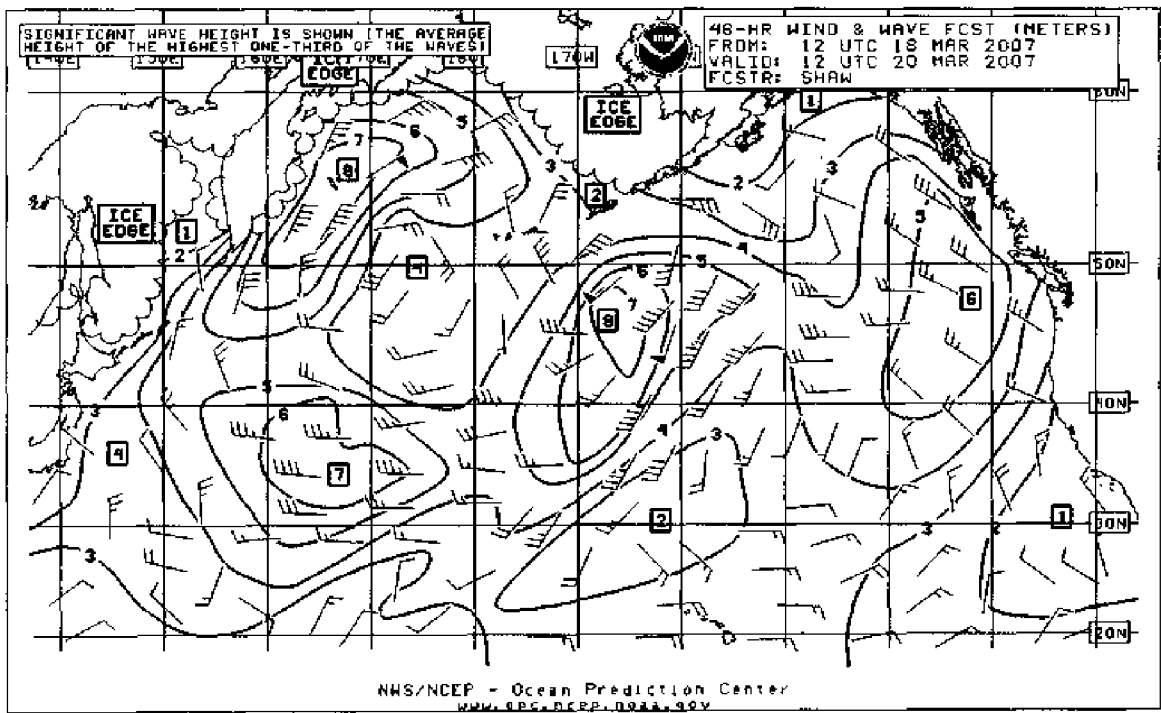 SIGNIFICANT WAVE HEIGHT IS SHOWN (THE AVERAGE
HEIGHT OF THE HIGHEST ONE-THIRD OF THE WAVES)
48-HR WIND & WAVE FCST (METERS)
FROM: 12 UTC 18 MAR 2007
VALID: 12 UTC 20 MAR 2007
FCSTR: SHAW
170W
ICE
EDGE
ICE
EDGE
ICE
EDGE
1
5
6
7
8
3
2
2
3
1
2
5
4
50N
4
5
6
7
8
6
5
6
7
40N
3
4
4
3
2
1
30N
3
2
3
20N
NWS/NCEP - Ocean Prediction Center
www.opc.ncep.noaa.gov